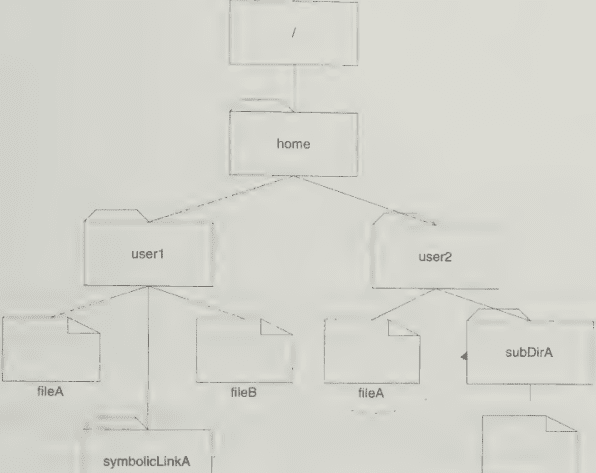 /
home
user1
user2
subDirA
fileA
fileB
fileA
symbolicLinkA